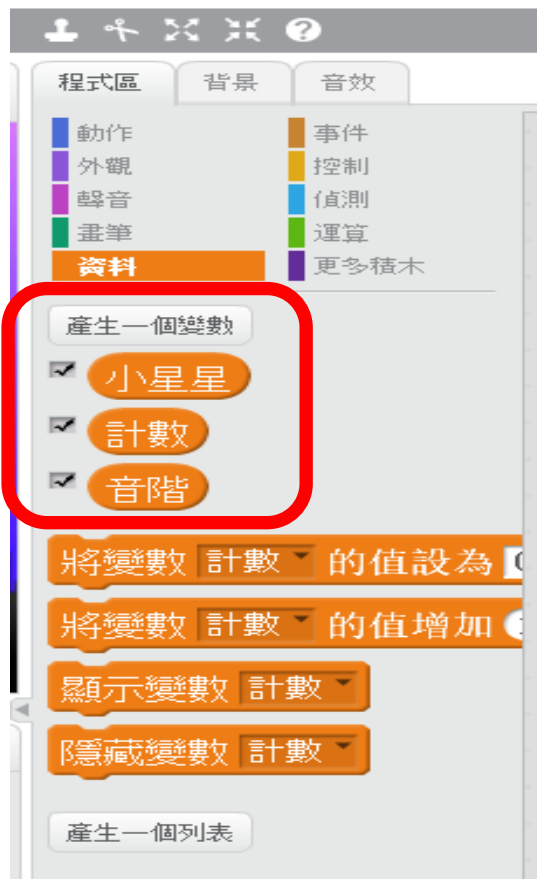 程式區 背景 音效
動作 事件
外觀 控制
聲音 偵測
畫筆 運算
資料 更多積木
產生一個變數
小星星
計數
音階
將變數 計數 的值設為
將變數 計數 的值增加
顯示變數 計數
隱藏變數 計數
產生一個列表